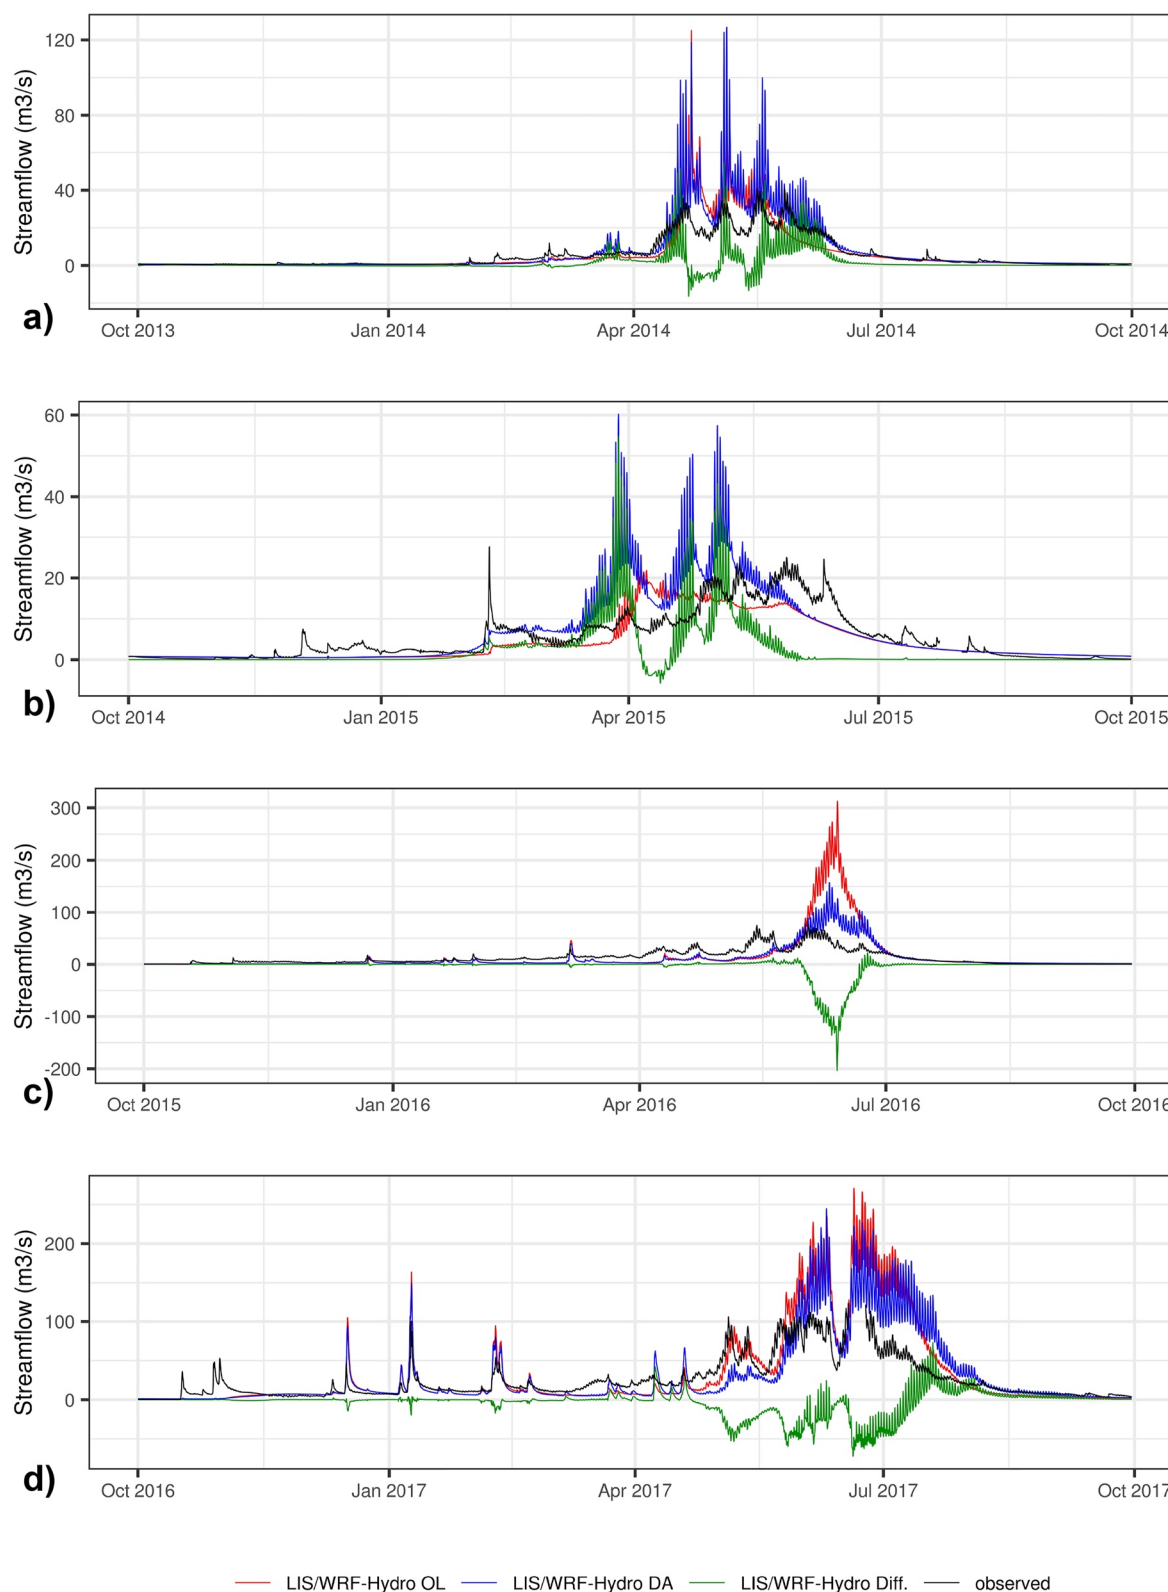 Streamflow (m3/s)
120
80
40
0
a)
Oct 2013 Jan 2014 Apr 2014 Jul 2014 Oct 2014
Streamflow (m3/s)
60
40
20
0
b)
Oct 2014 Jan 2015 Apr 2015 Jul 2015 Oct 2015
Streamflow (m3/s)
300
200
100
0
-100
-200
c)
Oct 2015 Jan 2016 Apr 2016 Jul 2016 Oct 2016
Streamflow (m3/s)
200
100
0
d)
Oct 2016 Jan 2017 Apr 2017 Jul 2017 Oct 2017
LIS/WRF-Hydro OL LIS/WRF-Hydro DA LIS/WRF-Hydro Diff. observed